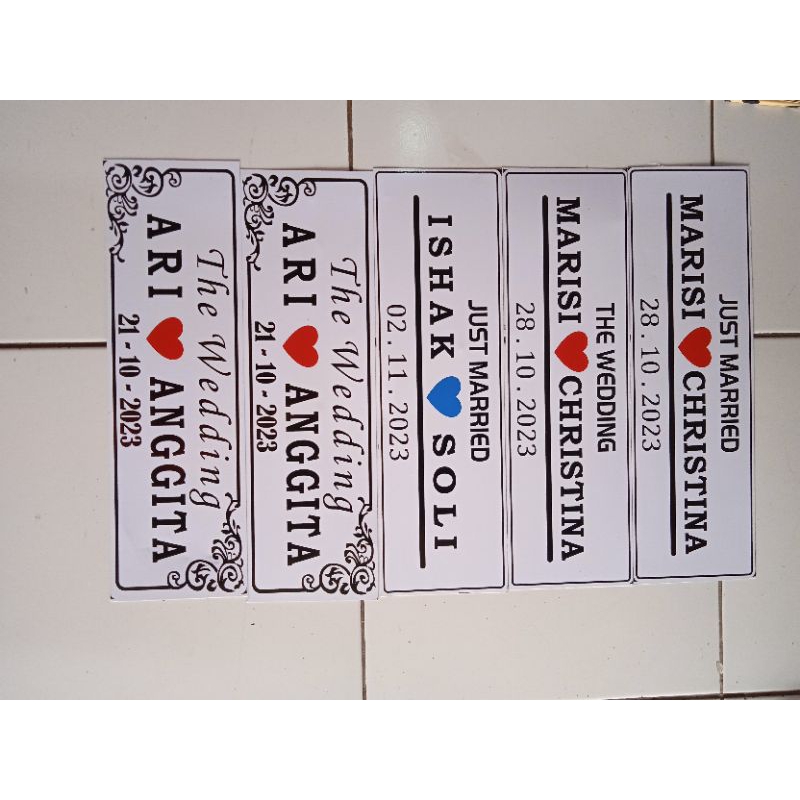 JUST MARRIED
MARISI CHRISTINA
28.10.2023
THE WEDDING
MARISI CHRISTINA
28.10.2023
JUST MARRIED
ISHAK SOLI
02.11.2023
The Wedding
ARI ANGGITA
21-10-2023
The Wedding
ARI ANGGITA
21-10-2023